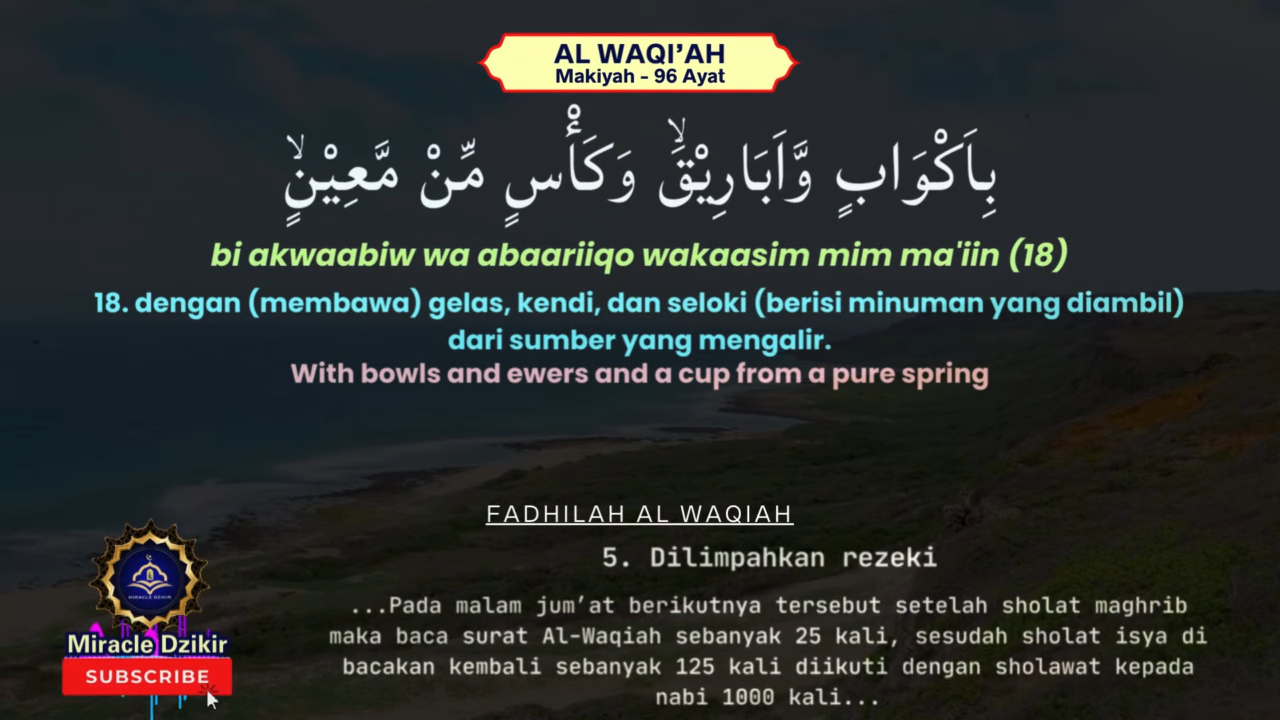 AL WAQI’AH
Makiyah - 96 Ayat
بِاَكْوَابٍ وَّاَبَارِيْقَۙ وَكَأْسٍ مِّنْ مَّعِيْنٍۙ
bi akwaabiw wa abaariiqo wakaasim mim ma'iin (18)
18. dengan (membawa) gelas, kendi, dan seloki (berisi minuman yang diambil)
dari sumber yang mengalir.
With bowls and ewers and a cup from a pure spring
FADHILAH AL WAQIAH
5. Dilimpahkan rezeki
...Pada malam jum’at berikutnya tersebut setelah sholat maghrib
maka baca surat Al-Waqiah sebanyak 25 kali, sesudah sholat isya di
bacakan kembali sebanyak 125 kali diikuti dengan sholawat kepada
nabi 1000 kali...
MIRACLE DZIKIR
Miracle Dzikir
SUBSCRIBE